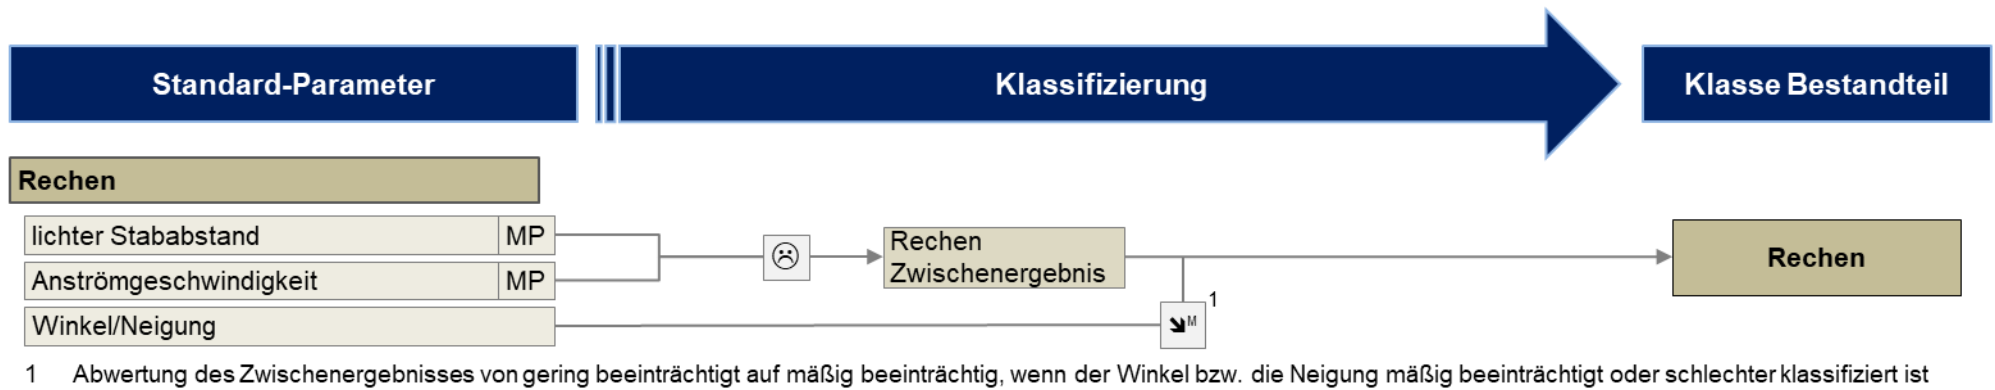 Standard-Parameter
Klassifizierung
Klasse Bestandteil
Rechen
lichter Stababstand MP
Anströmgeschwindigkeit MP
Winkel/Neigung
Rechen
Zwischenergebnis
M
1
Rechen
1 Abwertung des Zwischenergebnisses von gering beeinträchtigt auf mäßig beeinträchtig, wenn der Winkel bzw. die Neigung mäßig beeinträchtigt oder schlechter klassifiziert ist